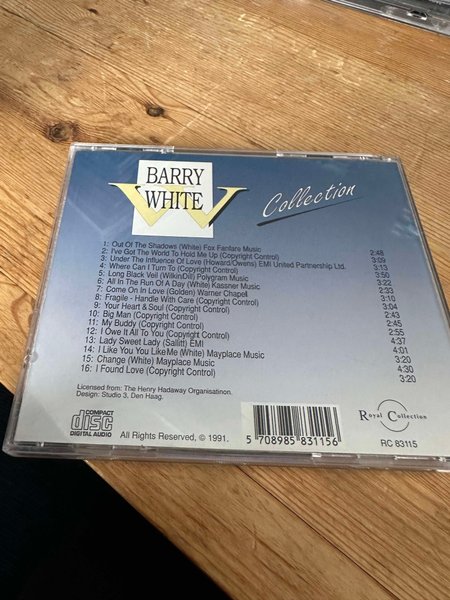 BARRY
WHITE
Collection
1: Out Of The Shadows (White) Fox Fanfare Music 2:48
2: I've Got The World To Hold Me Up (Copyright Control) 3:09
3: Under The Influence Of Love (Howard/Owens) EMI United Partnership Ltd. 3:13
4: Where Can I Turn To (Copyright Control) 3:50
5: Long Black Veil (WilkinDill) Polygram Music 3:22
6: All In The Run Of A Day (White) Kassner Music 3:33
7: Come On In Love (Golden) Warner Chapel 3:10
8: Fragile - Handle With Care (Copyright Control) 3:04
9: Your Heart & Soul (Copyright Control) 2:43
10: Big Man (Copyright Control) 2:45
11: My Buddy (Copyright Control) 2:55
12: I Owe It All To You (Copyright Control) 4:37
13: Lady Sweet Lady (Sailitt) EMI 4:01
14: I Like You You Like Me (White) Mayplace Music 3:20
15: Change (White) Mayplace Music 4:30
16: I Found Love (Copyright Control) 3:20
Licensed from: The Henry Hadaway Organisatinon.
Design: Studio 3, Den Haag.
COMPACT
disc
DIGITAL AUDIO
All Rights Reserved, © 1991.
5 708985 831156
Royal Collection
RC 83115